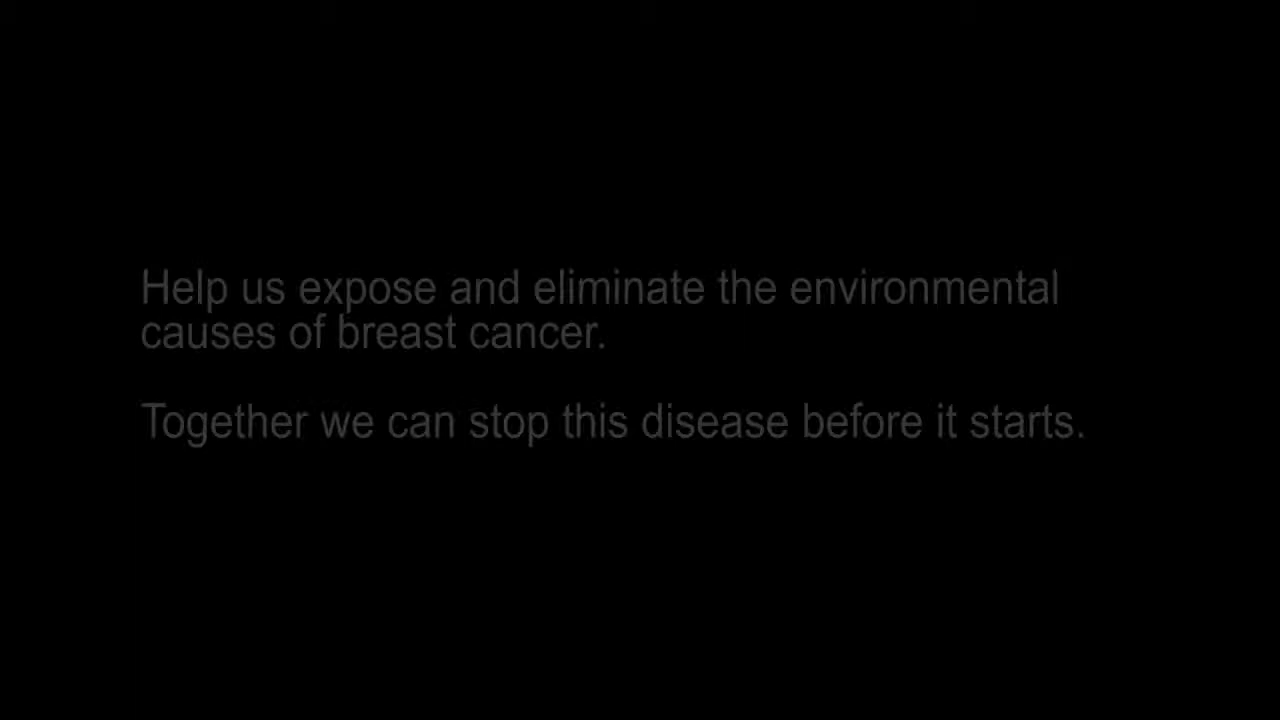 Help us expose and eliminate the environmental
causes of breast cancer.
Together we can stop this disease before it starts.